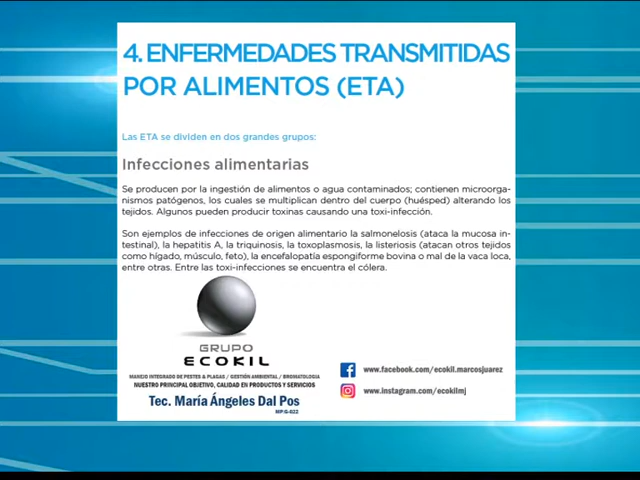 4. ENFERMEDADES TRANSMITIDAS
POR ALIMENTOS (ETA)
Las ETA se dividen en dos grandes grupos:
Infecciones alimentarias
Se producen por la ingestión de alimentos o agua contaminados; contienen microorga-
nismos patógenos, los cuales se multiplican dentro del cuerpo (huésped) alterando los
tejidos. Algunos pueden producir toxinas causando una toxi-infección.
Son ejemplos de infecciones de origen alimentario la salmonelosis (ataca la mucosa in-
testinal), la hepatitis A, la triquinosis, la toxoplasmosis, la listeriosis (atacan otros tejidos
como hígado, músculo, feto), la encefalopatía espongiforme bovina o mal de la vaca loca,
entre otras. Entre las toxi-infecciones se encuentra el cólera.
GRUPO
ECOKIL
MANEJO INTEGRADO DE PESTES & PLAGAS / GESTIÓN AMBIENTAL / BROMATOLOGIA
NUESTRO PRINCIPAL OBJETIVO, CALIDAD EN PRODUCTOS Y SERVICIOS
Tec. María Ángeles Dal Pos
MP:G-622
www.facebook.com/ecokil.marcosjuarez
www.instagram.com/ecokilmj